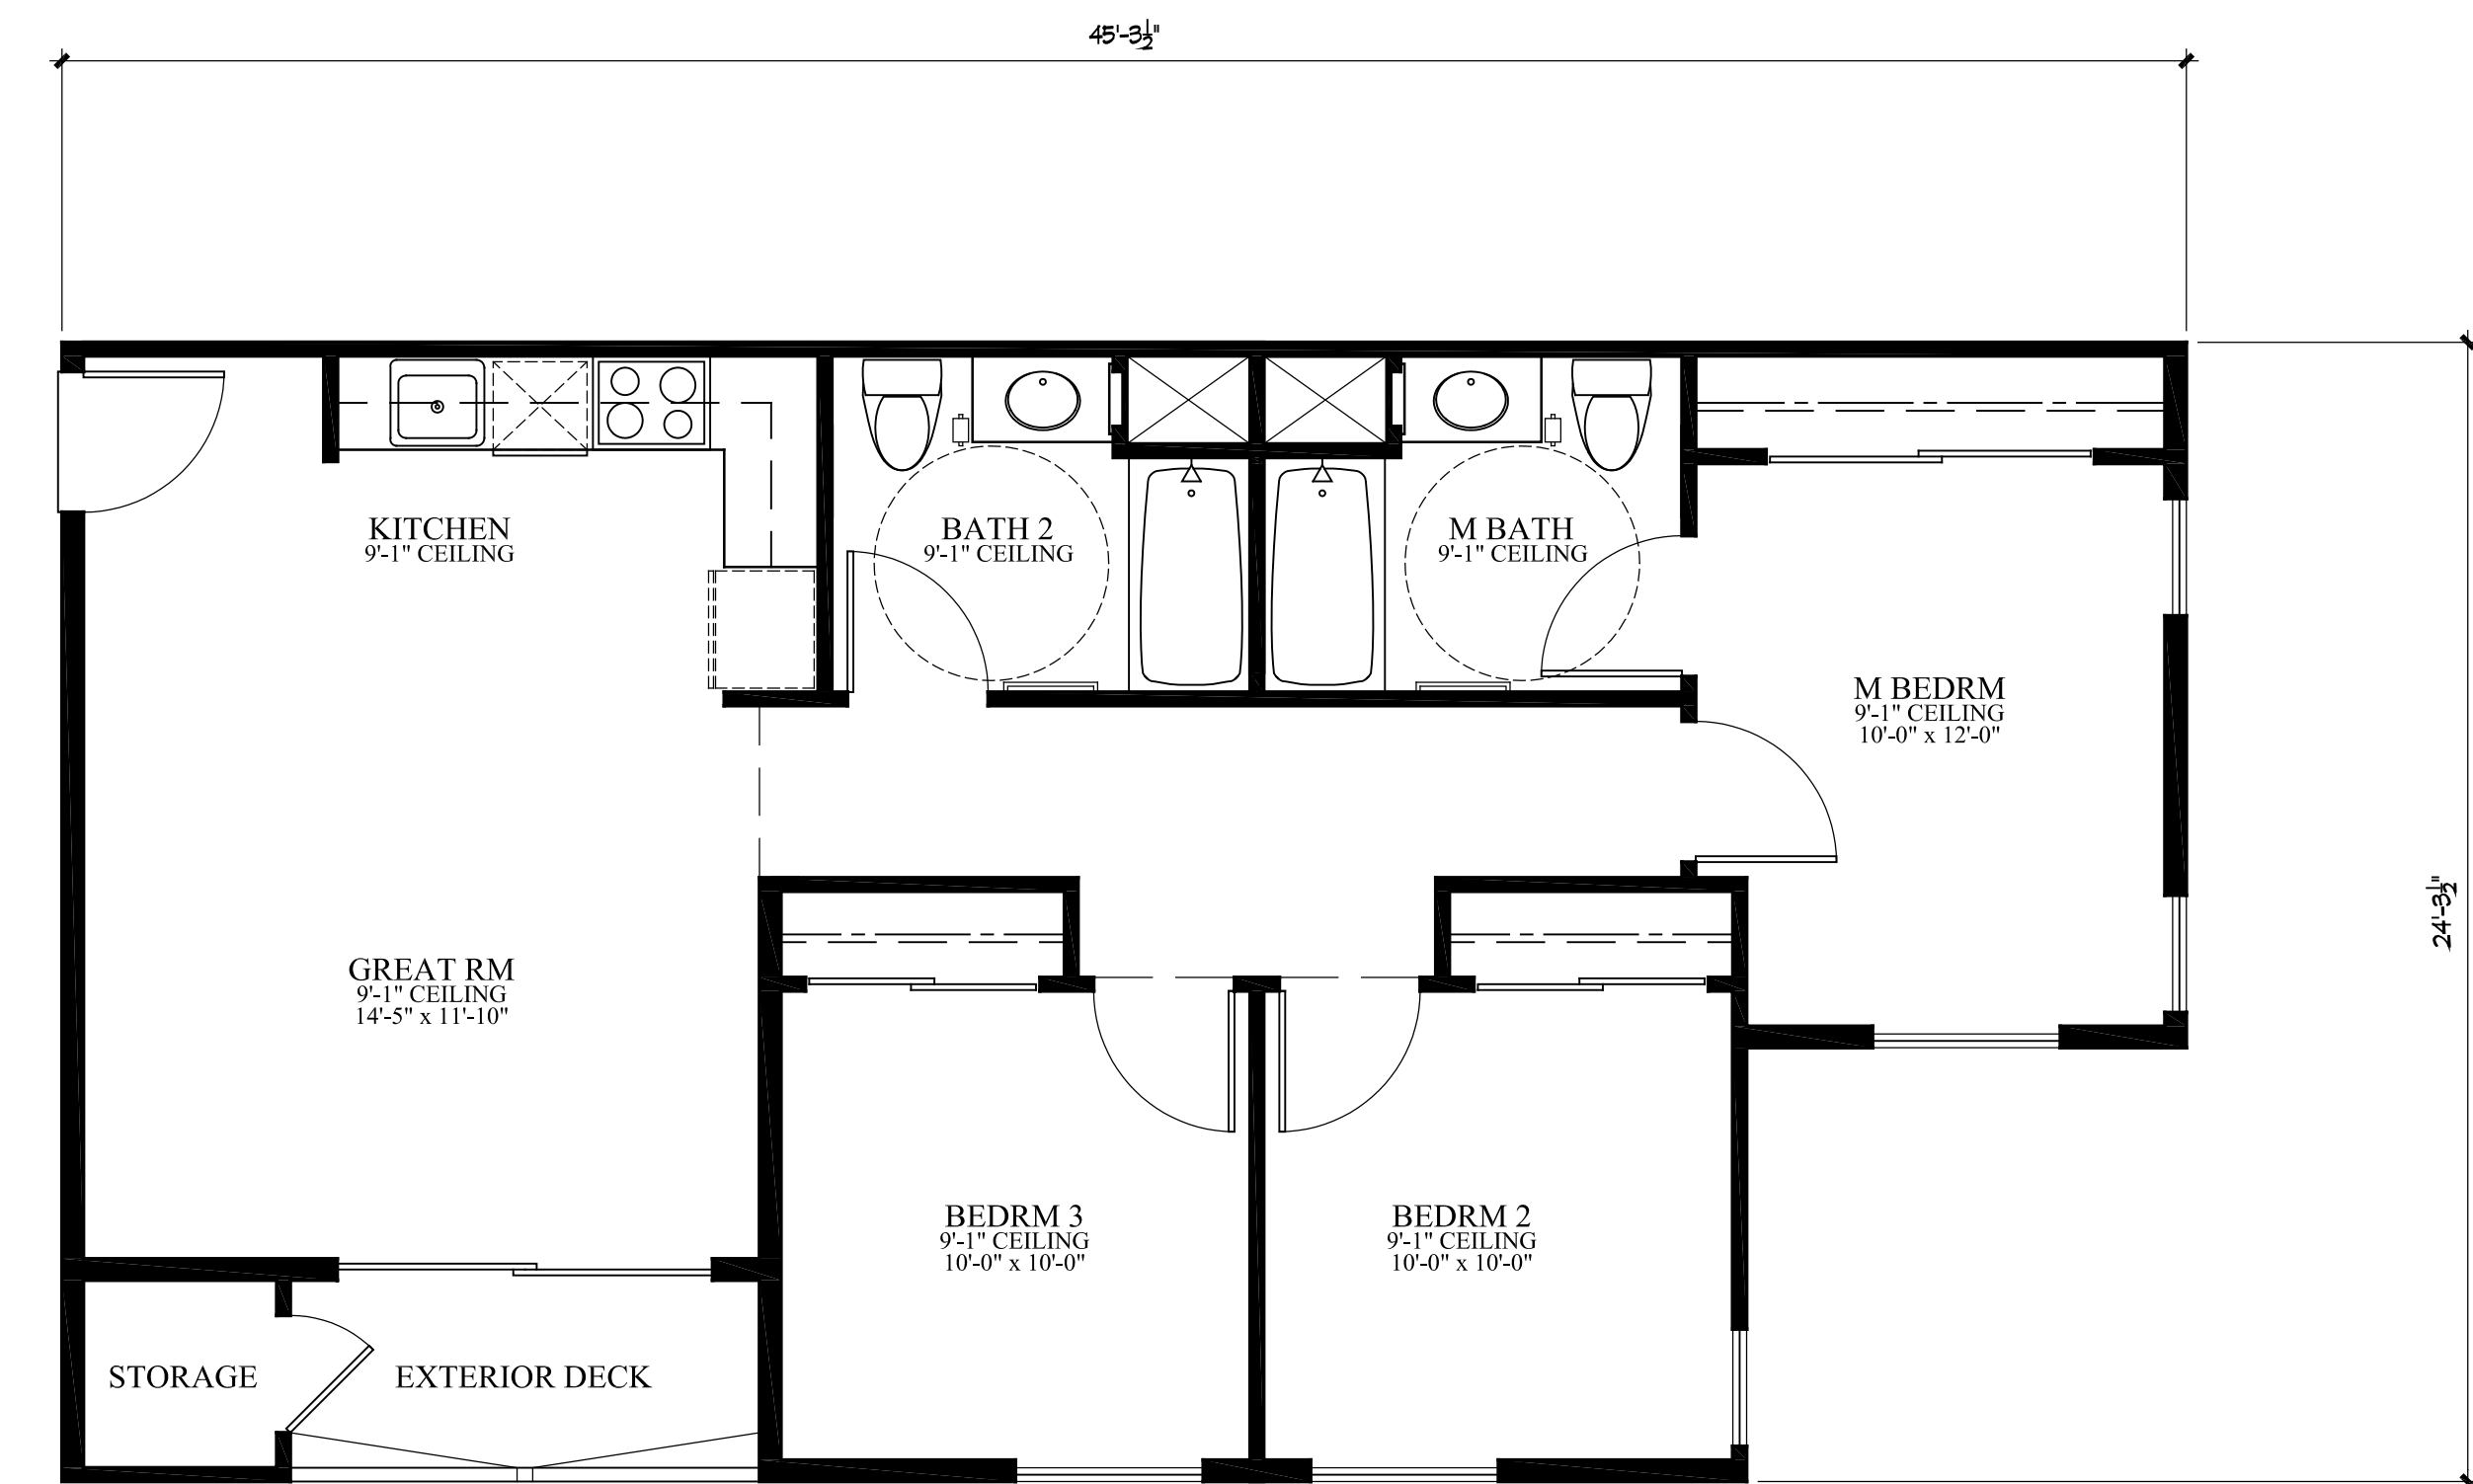 45'-3½"
KITCHEN
9'-1" CEILING
BATH 2
9'-1" CEILING
M BATH
9'-1" CEILING
M BEDRM
9'-1" CEILING
10'-0" x 12'-0"
24'-3½"
GREAT RM
9'-1" CEILING
14'-5" x 11'-10"
BEDRM 3
9'-1" CEILING
10'-0" x 10'-0"
BEDRM 2
9'-1" CEILING
10'-0" x 10'-0"
STORAGE
EXTERIOR DECK